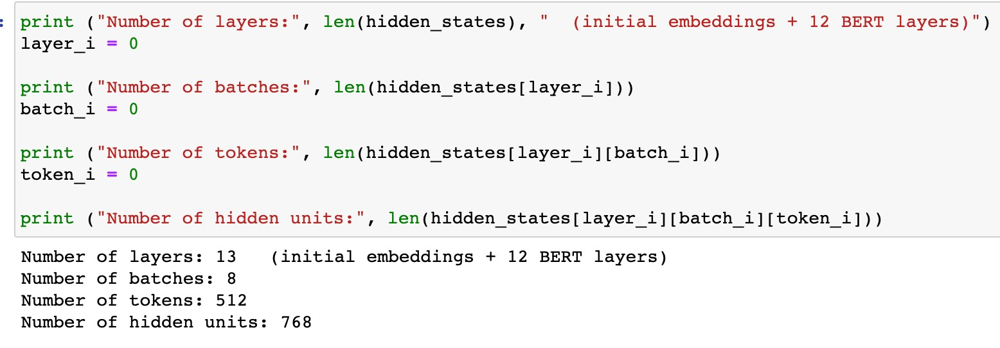 : print ("Number of layers:", len(hidden_states), "  (initial embeddings + 12 BERT layers)")
layer_i = 0
print ("Number of batches:", len(hidden_states[layer_i]))
batch_i = 0
print ("Number of tokens:", len(hidden_states[layer_i][batch_i]))
token_i = 0
print ("Number of hidden units:", len(hidden_states[layer_i][batch_i][token_i]))
Number of layers: 13   (initial embeddings + 12 BERT layers)
Number of batches: 8
Number of tokens: 512
Number of hidden units: 768